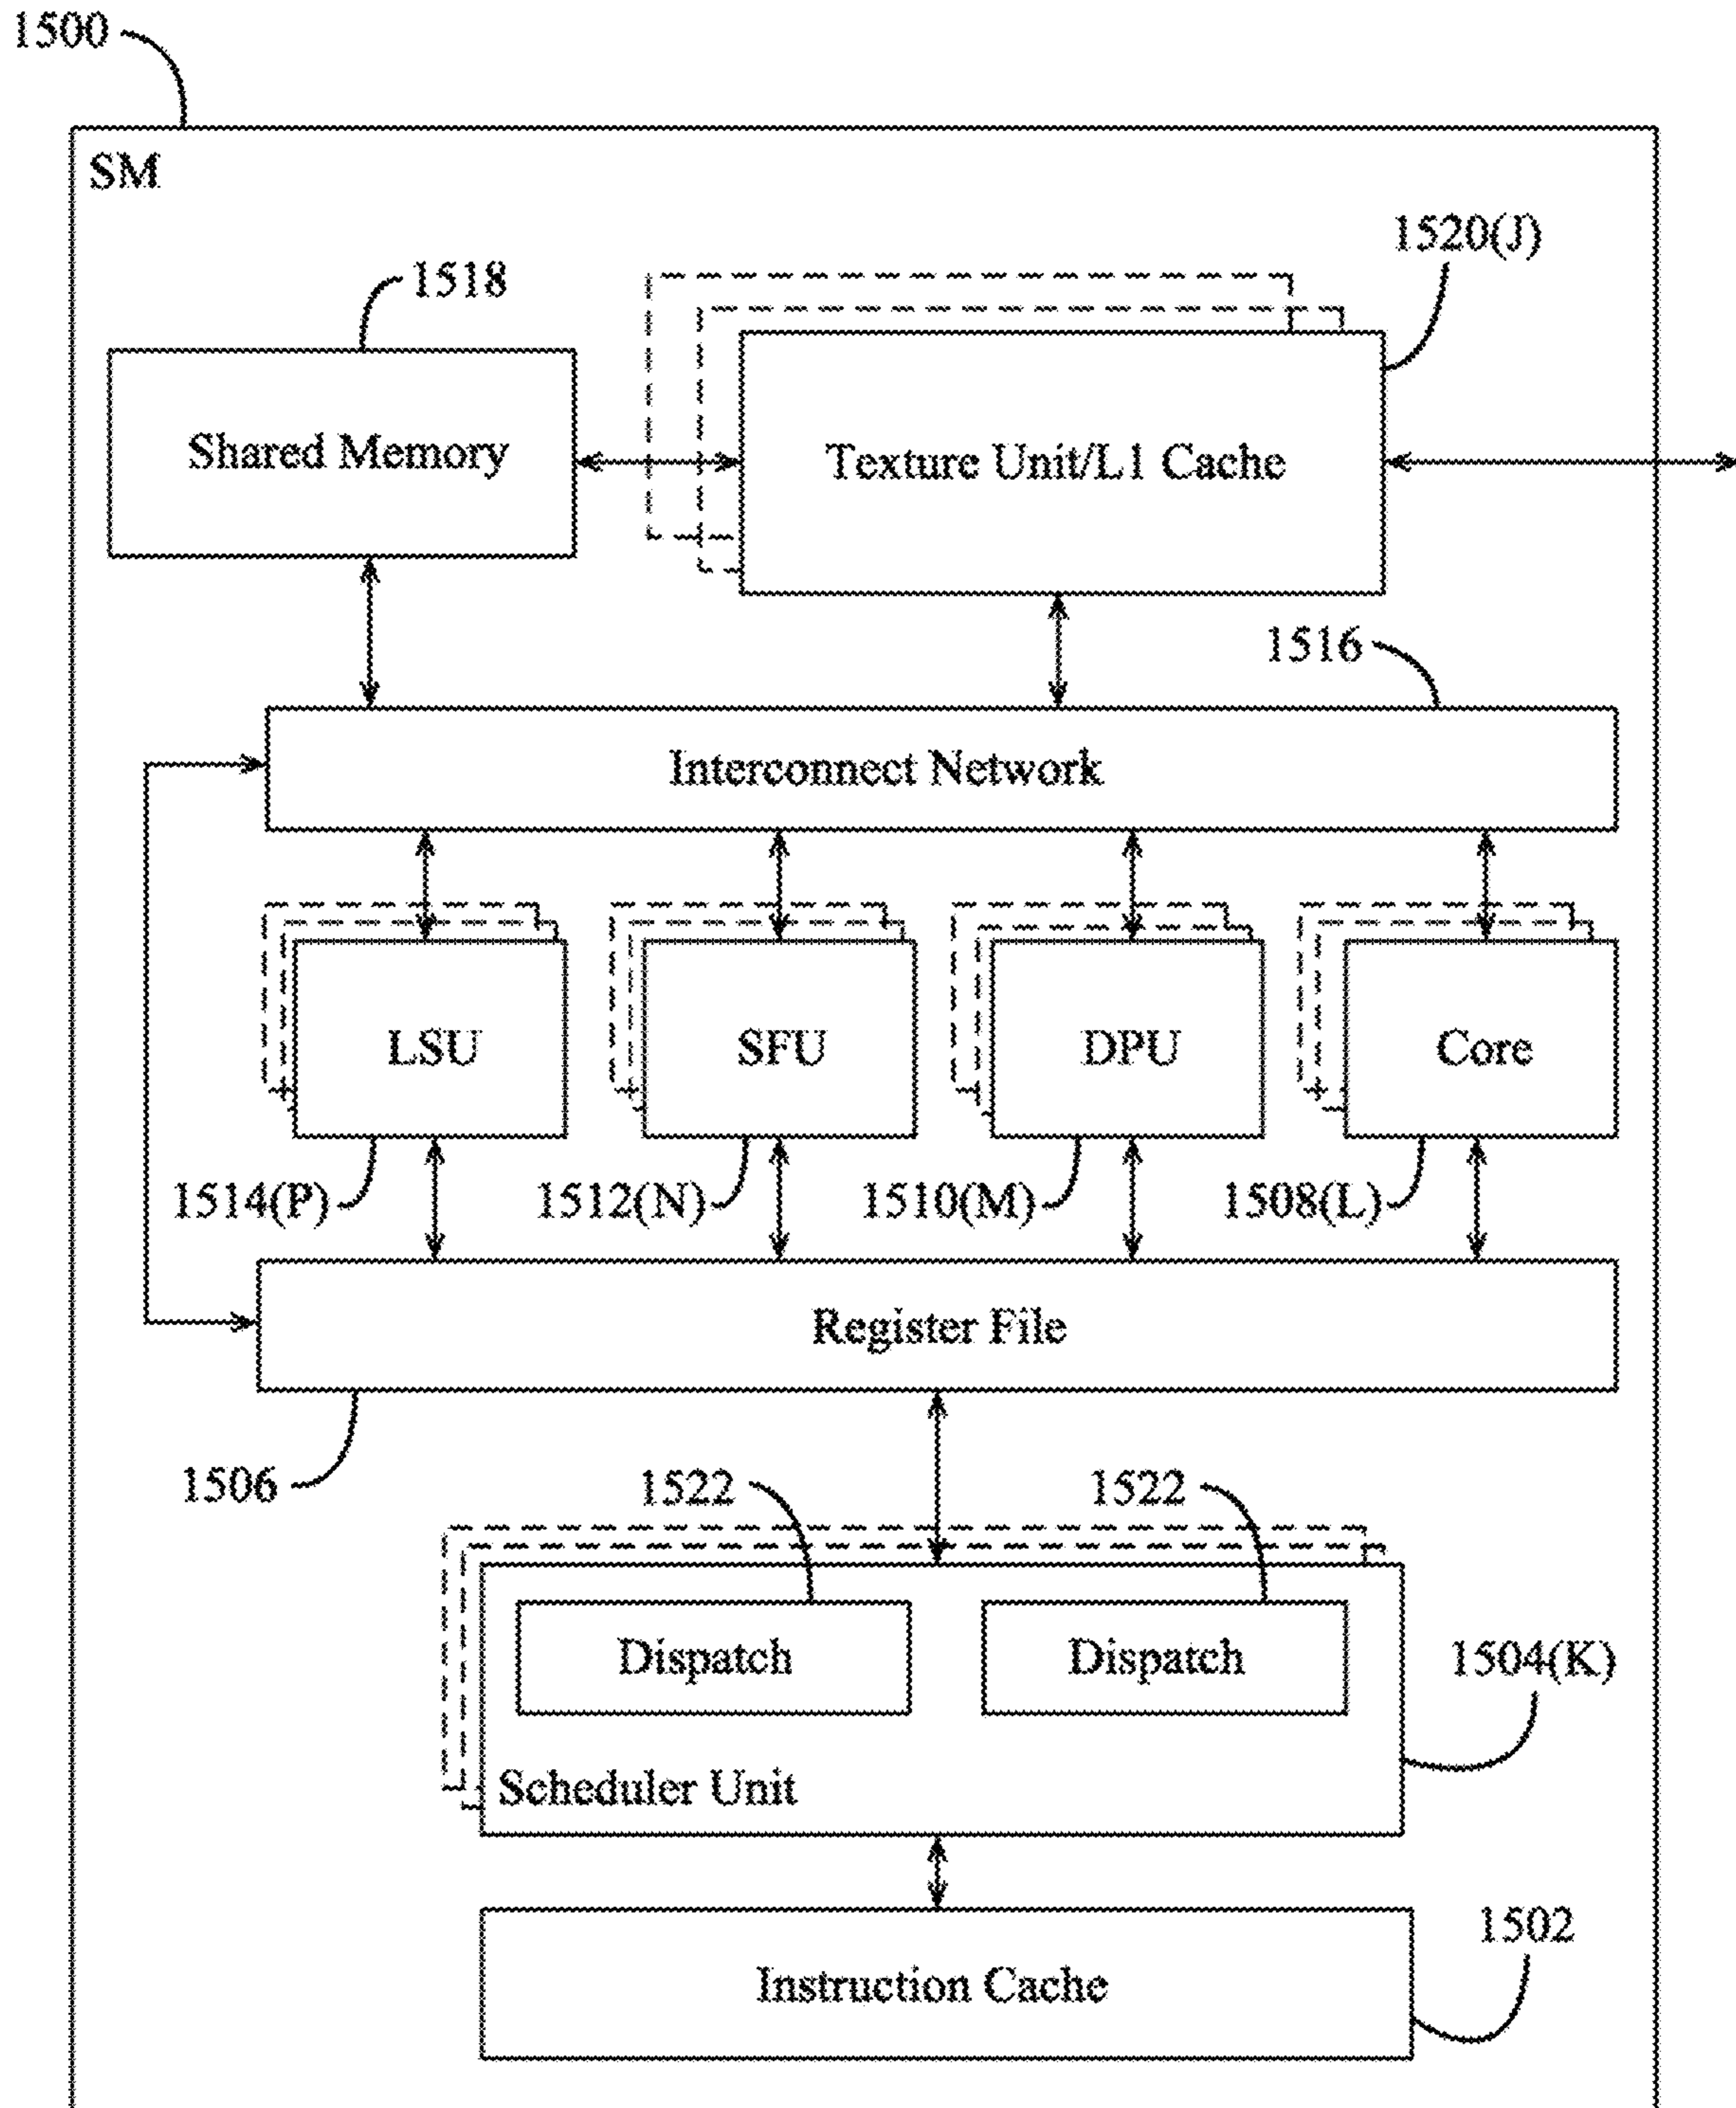 1500
SM
1520(J)
1518
Shared Memory
Texture Unit/L1 Cache
1516
Interconnect Network
LSU
SFU
DPU
Core
1514(P)
1512(N)
1510(M)
1508(L)
Register File
1506
1522
1522
Dispatch
Dispatch
1504(K)
Scheduler Unit
1502
Instruction Cache